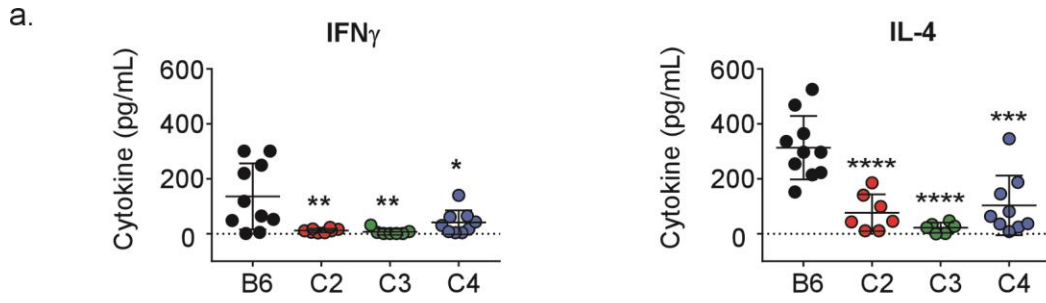 a.
IFNγ
Cytokine (pg/mL)
600
400
200
0
**
**
*
B6 C2 C3 C4
IL-4
Cytokine (pg/mL)
600
400
200
0
****
****
***
B6 C2 C3 C4